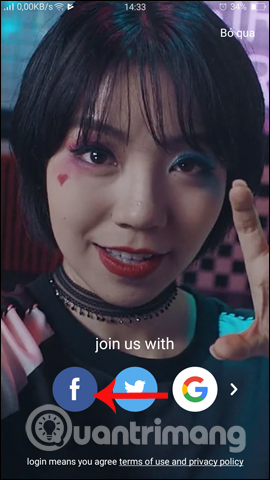 0,00KB/s 14:33 34%
Bỏ qua
join us with
f G
Quantrimang
login means you agree terms of use and privacy policy